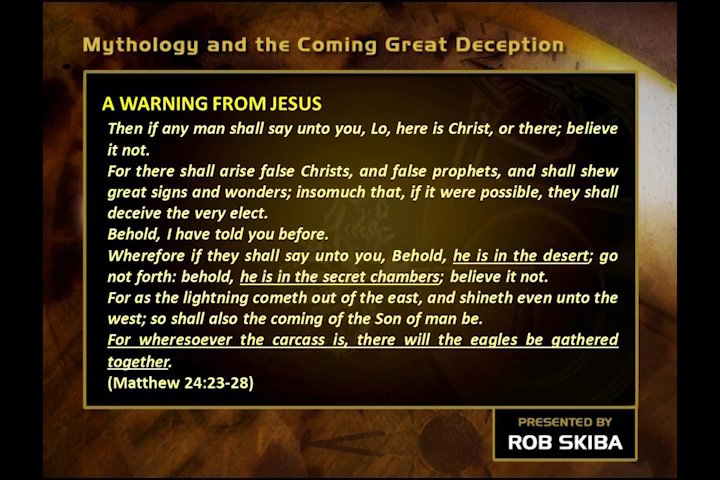 Mythology and the Coming Great Deception
A WARNING FROM JESUS
Then if any man shall say unto you, Lo, here is Christ, or there; believe
it not.
For there shall arise false Christs, and false prophets, and shall shew
great signs and wonders; insomuch that, if it were possible, they shall
deceive the very elect.
Behold, I have told you before.
Wherefore if they shall say unto you, Behold, he is in the desert; go
not forth: behold, he is in the secret chambers; believe it not.
For as the lightning cometh out of the east, and shineth even unto the
west; so shall also the coming of the Son of man be.
For wheresoever the carcass is, there will the eagles be gathered
together.
(Matthew 24:23-28)
PRESENTED BY
ROB SKIBA